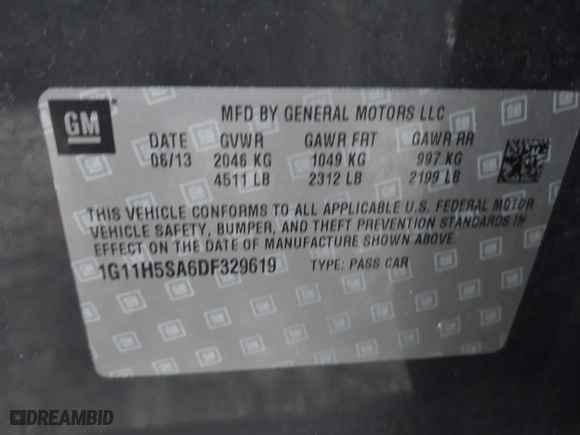 GM
MFD BY GENERAL MOTORS LLC
DATE GVWR GAWR FRT GAWR RR
06/13 2046 KG 1049 KG 997 KG
4511 LB 2312 LB 2199 LB
THIS VEHICLE CONFORMS TO ALL APPLICABLE U.S. FEDERAL MOTOR
VEHICLE SAFETY, BUMPER, AND THEFT PREVENTION STANDARDS IN
EFFECT ON THE DATE OF MANUFACTURE SHOWN ABOVE.
1G11H5SA6DF329619 TYPE: PASS CAR
DREAMBID